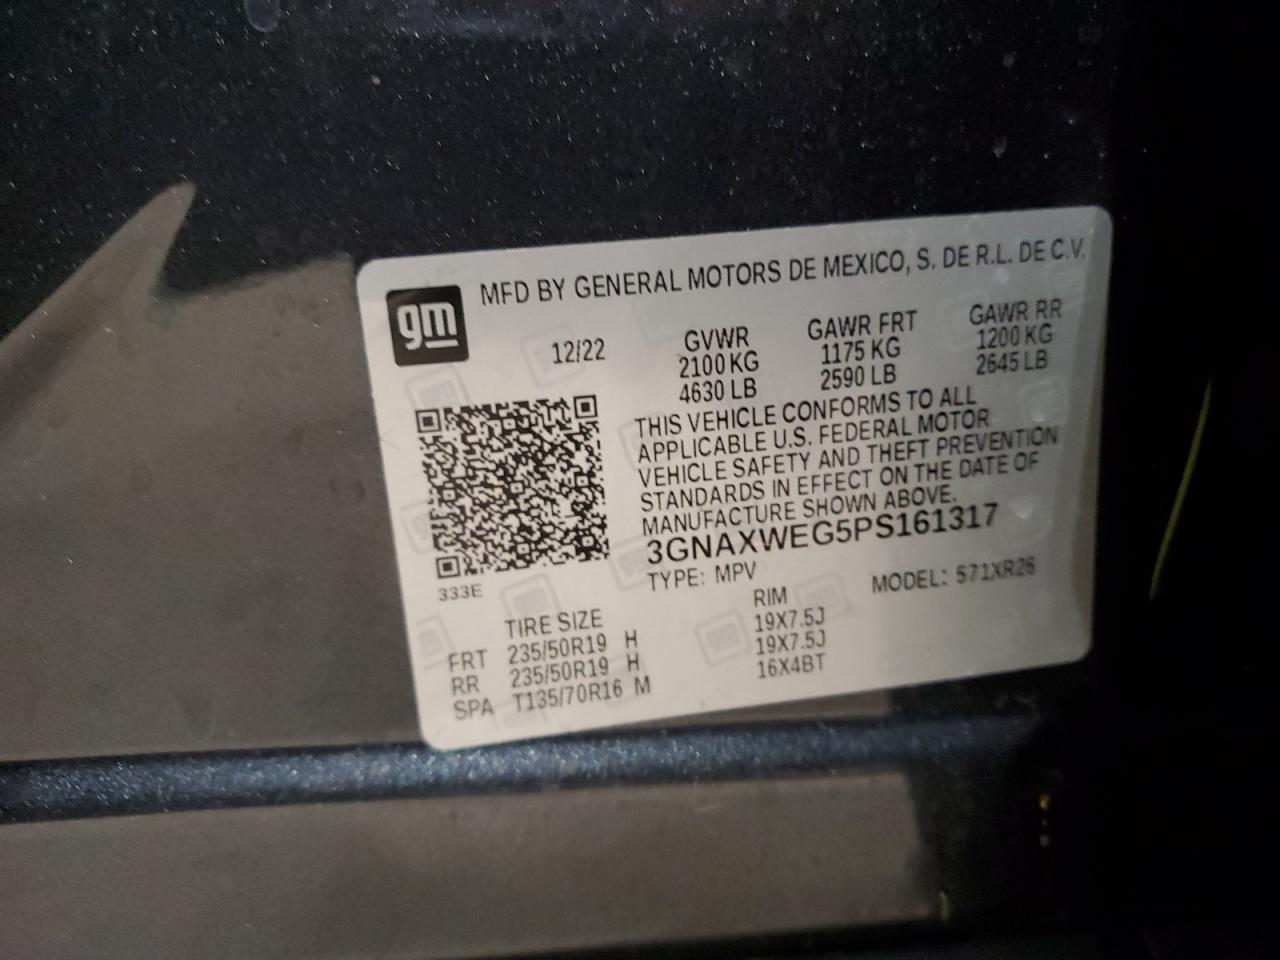 gm
MFD BY GENERAL MOTORS DE MEXICO, S. DE R.L. DE C.V.
12/22
GVWR GAWR FRT GAWR RR
2100 KG 1175 KG 1200 KG
4630 LB 2590 LB 2645 LB
THIS VEHICLE CONFORMS TO ALL
APPLICABLE U.S. FEDERAL MOTOR
VEHICLE SAFETY AND THEFT PREVENTION
STANDARDS IN EFFECT ON THE DATE OF
MANUFACTURE SHOWN ABOVE.
3GNAXWEG5PS161317
333E
TYPE: MPV MODEL: 571XR26
TIRE SIZE RIM
FRT 235/50R19 H 19X7.5J
RR 235/50R19 H 19X7.5J
SPA T135/70R16 M 16X4BT